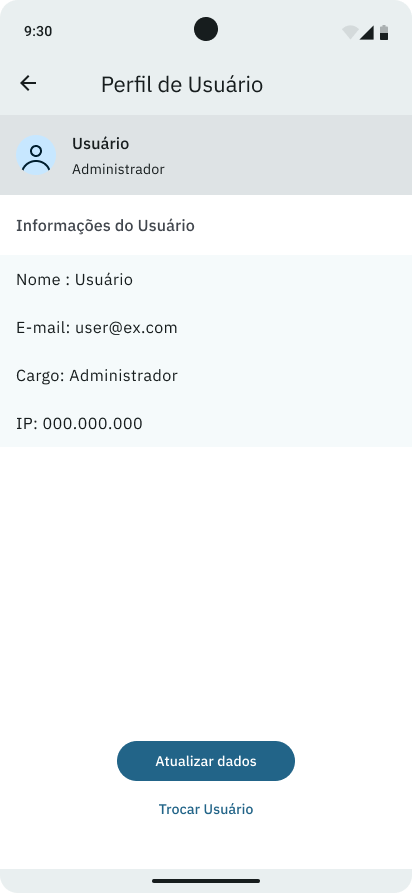 9:30
Perfil de Usuário
Usuário
Administrador
Informações do Usuário
Nome : Usuário
E-mail: user@ex.com
Cargo: Administrador
IP: 000.000.000
Atualizar dados
Trocar Usuário